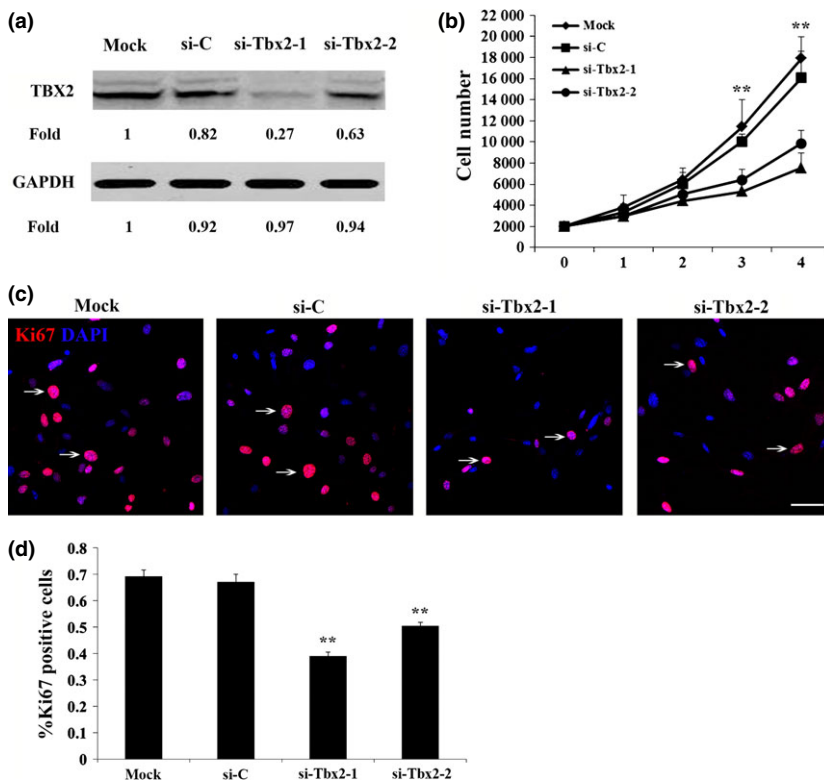 (a)
Mock si-C si-Tbx2-1 si-Tbx2-2
TBX2
Fold 1 0.82 0.27 0.63
GAPDH
Fold 1 0.92 0.97 0.94
(b)
Cell number
20 000
18 000
16 000
14 000
12 000
10 000
8000
6000
4000
2000
0
0 1 2 3 4
Mock
si-C
si-Tbx2-1
si-Tbx2-2
**
**
(c)
Mock si-C si-Tbx2-1 si-Tbx2-2
Ki67 DAPI
(d)
%Ki67 positive cells
0.8
0.7
0.6
0.5
0.4
0.3
0.2
0.1
0
**
**
Mock si-C si-Tbx2-1 si-Tbx2-2